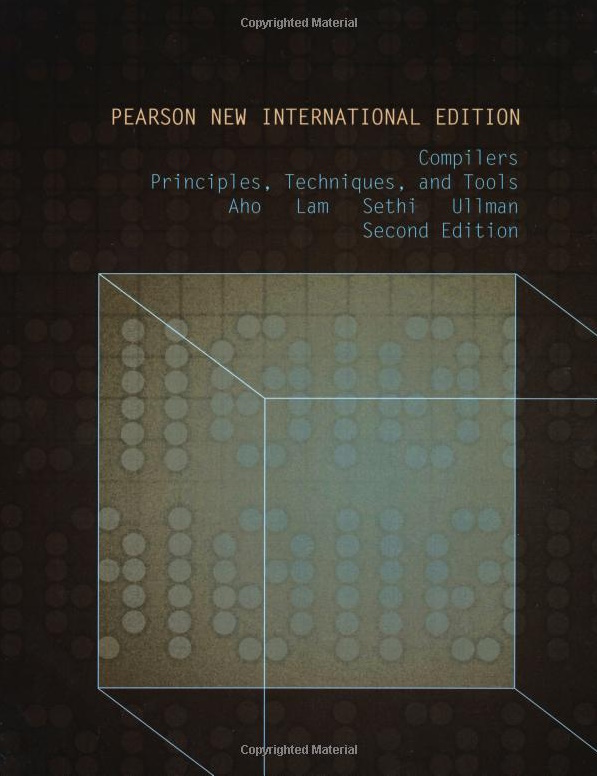 Copyrighted Material
PEARSON NEW INTERNATIONAL EDITION
Compilers
Principles, Techniques, and Tools
Aho Lam Sethi Ullman
Second Edition
Copyrighted Material